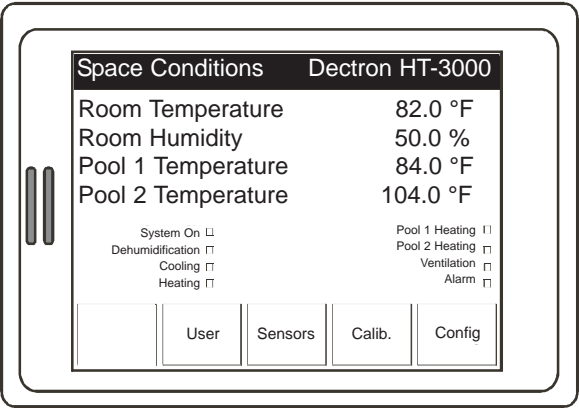 Space Conditions Dectron HT-3000
Room Temperature 82.0 °F
Room Humidity 50.0 %
Pool 1 Temperature 84.0 °F
Pool 2 Temperature 104.0 °F
System On Pool 1 Heating
Dehumidification Pool 2 Heating
Cooling Ventilation
Heating Alarm
User Sensors Calib. Config